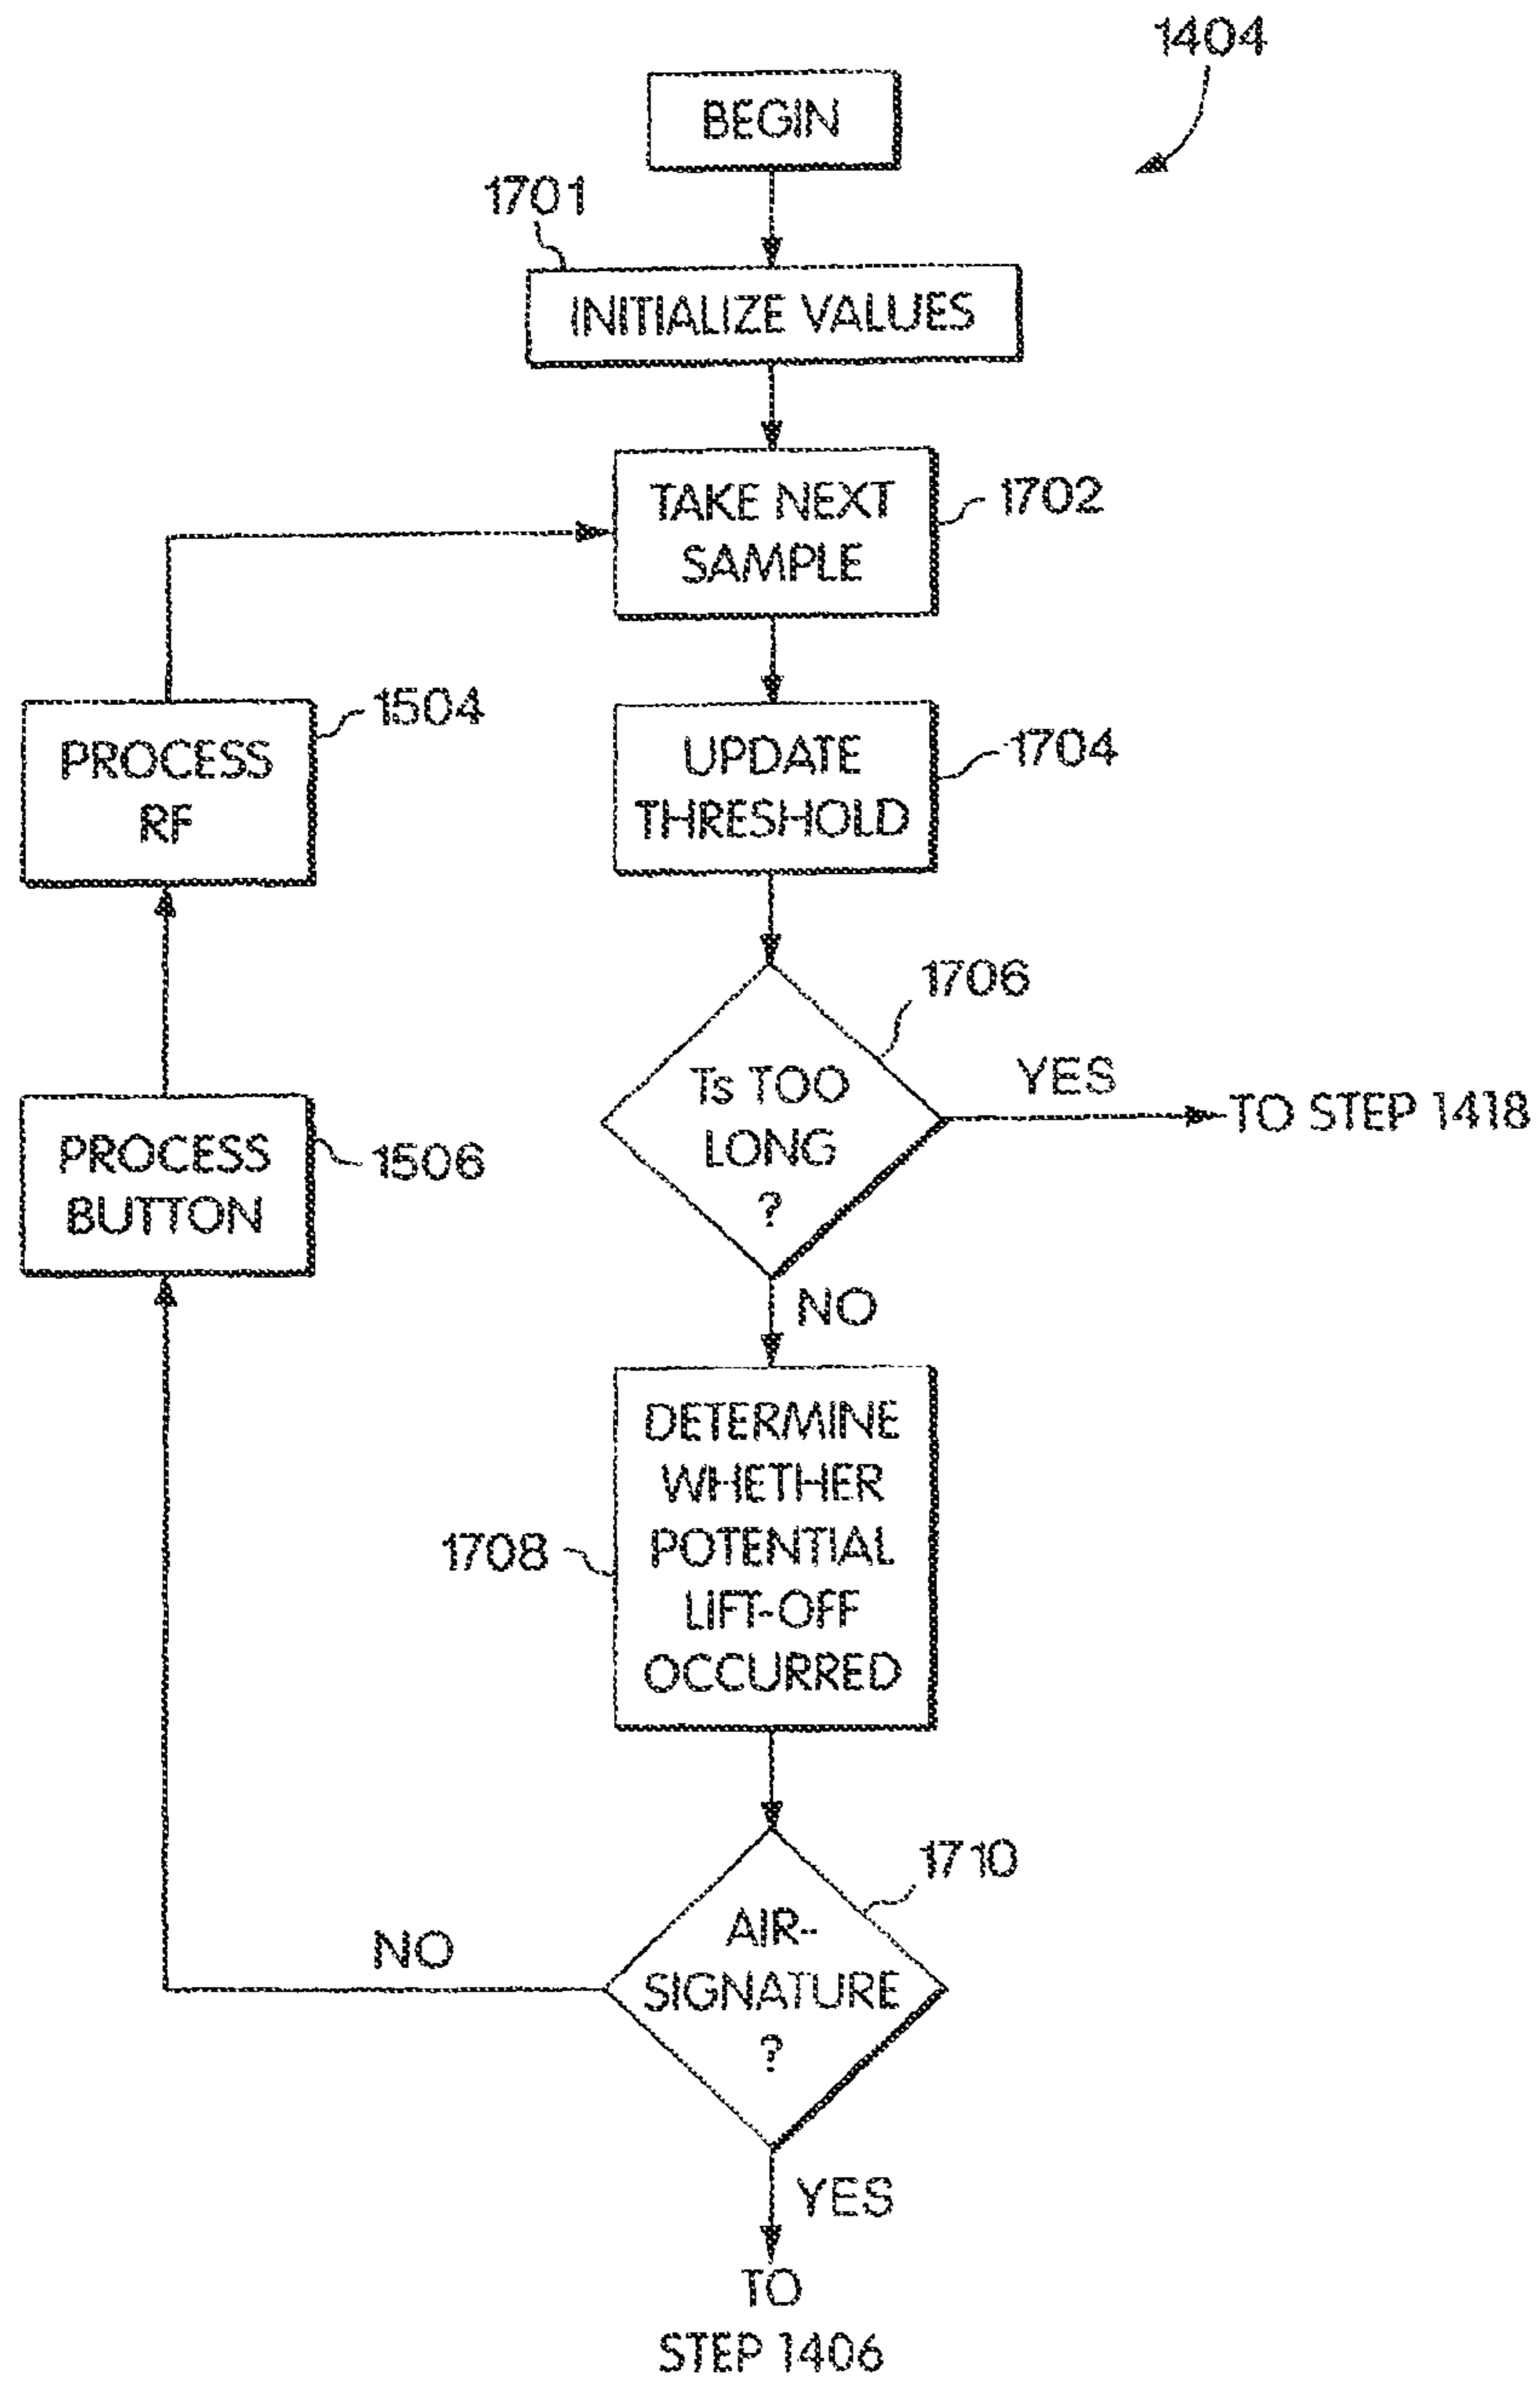 1404
BEGIN
1701
INITIALIZE VALUES
TAKE NEXT
SAMPLE
1702
PROCESS
RF
1504
UPDATE
THRESHOLD
1704
1706
Ts TOO
LONG
?
YES
TO STEP 1418
PROCESS
BUTTON
1506
NO
DETERMINE
WHETHER
POTENTIAL
LIFT-OFF
OCCURRED
1708
1710
AIR-
SIGNATURE
?
NO
YES
TO
STEP 1406